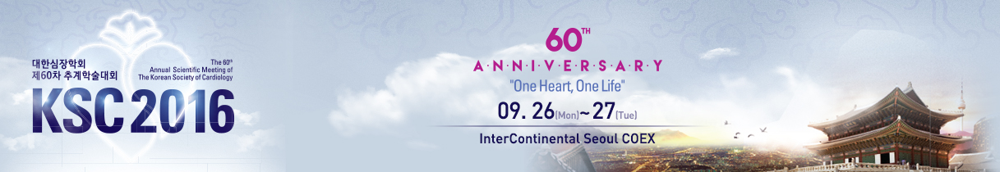 대한심장학회
제60차 추계학술대회
The 60th
Annual Scientific Meeting of
The Korean Society of Cardiology
KSC 2016
60TH
A·N·N·I·V·E·R·S·A·R·Y
"One Heart, One Life"
09. 26(Mon)~27(Tue)
InterContinental Seoul COEX